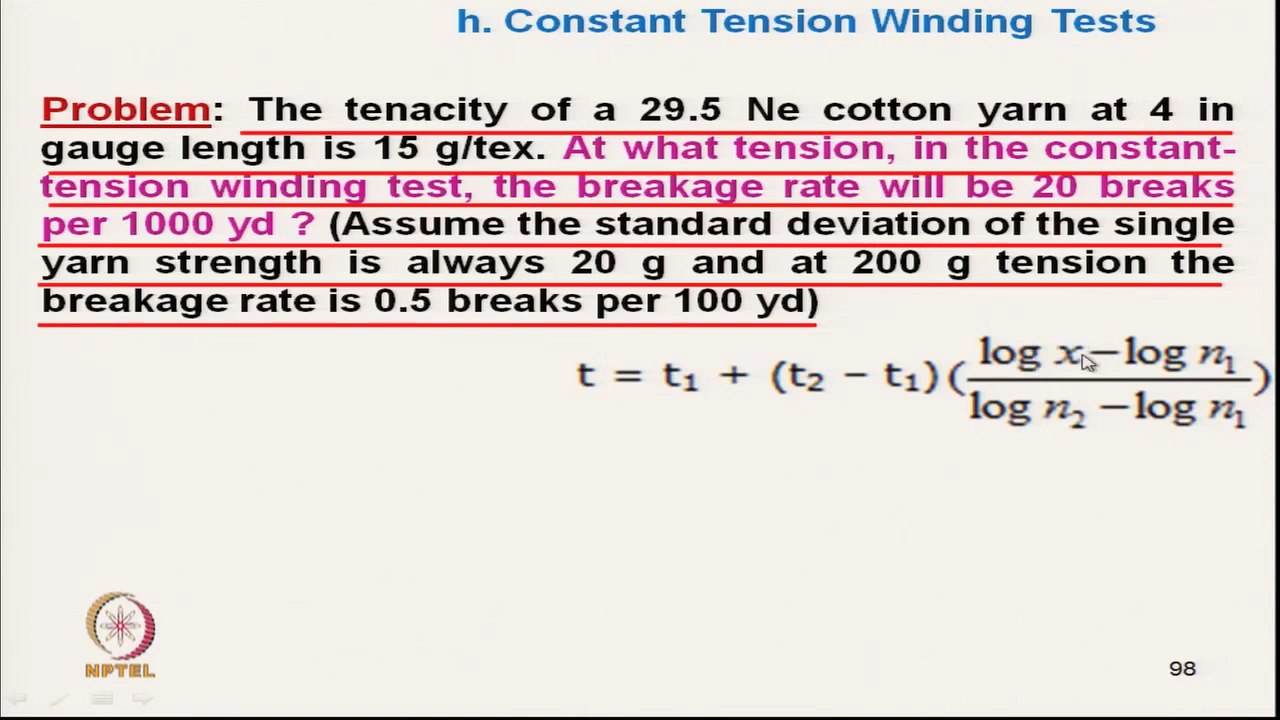 h. Constant Tension Winding Tests
Problem: The tenacity of a 29.5 Ne cotton yarn at 4 in
gauge length is 15 g/tex. At what tension, in the constant-
tension winding test, the breakage rate will be 20 breaks
per 1000 yd ? (Assume the standard deviation of the single
yarn strength is always 20 g and at 200 g tension the
breakage rate is 0.5 breaks per 100 yd)
t = t₁ + (t₂ − t₁)(log x − log n₁ / log n₂ − log n₁)
NPTEL
98